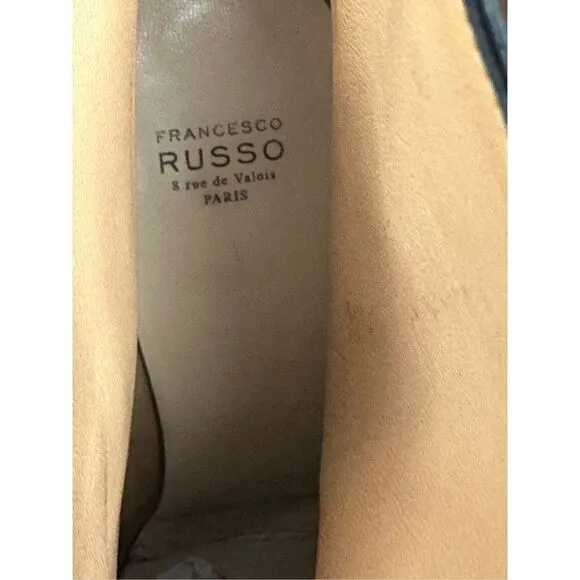 FRANCESCO
RUSSO
8 rue de Valois
PARIS